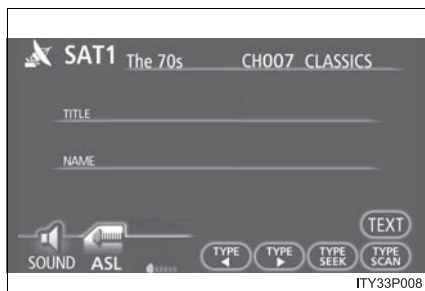 SAT1 The 70s CH007 CLASSICS
TITLE
NAME
TEXT
SOUND ASL TYPE ◀ TYPE ▶ TYPE SEEK TYPE SCAN
ITY33P008